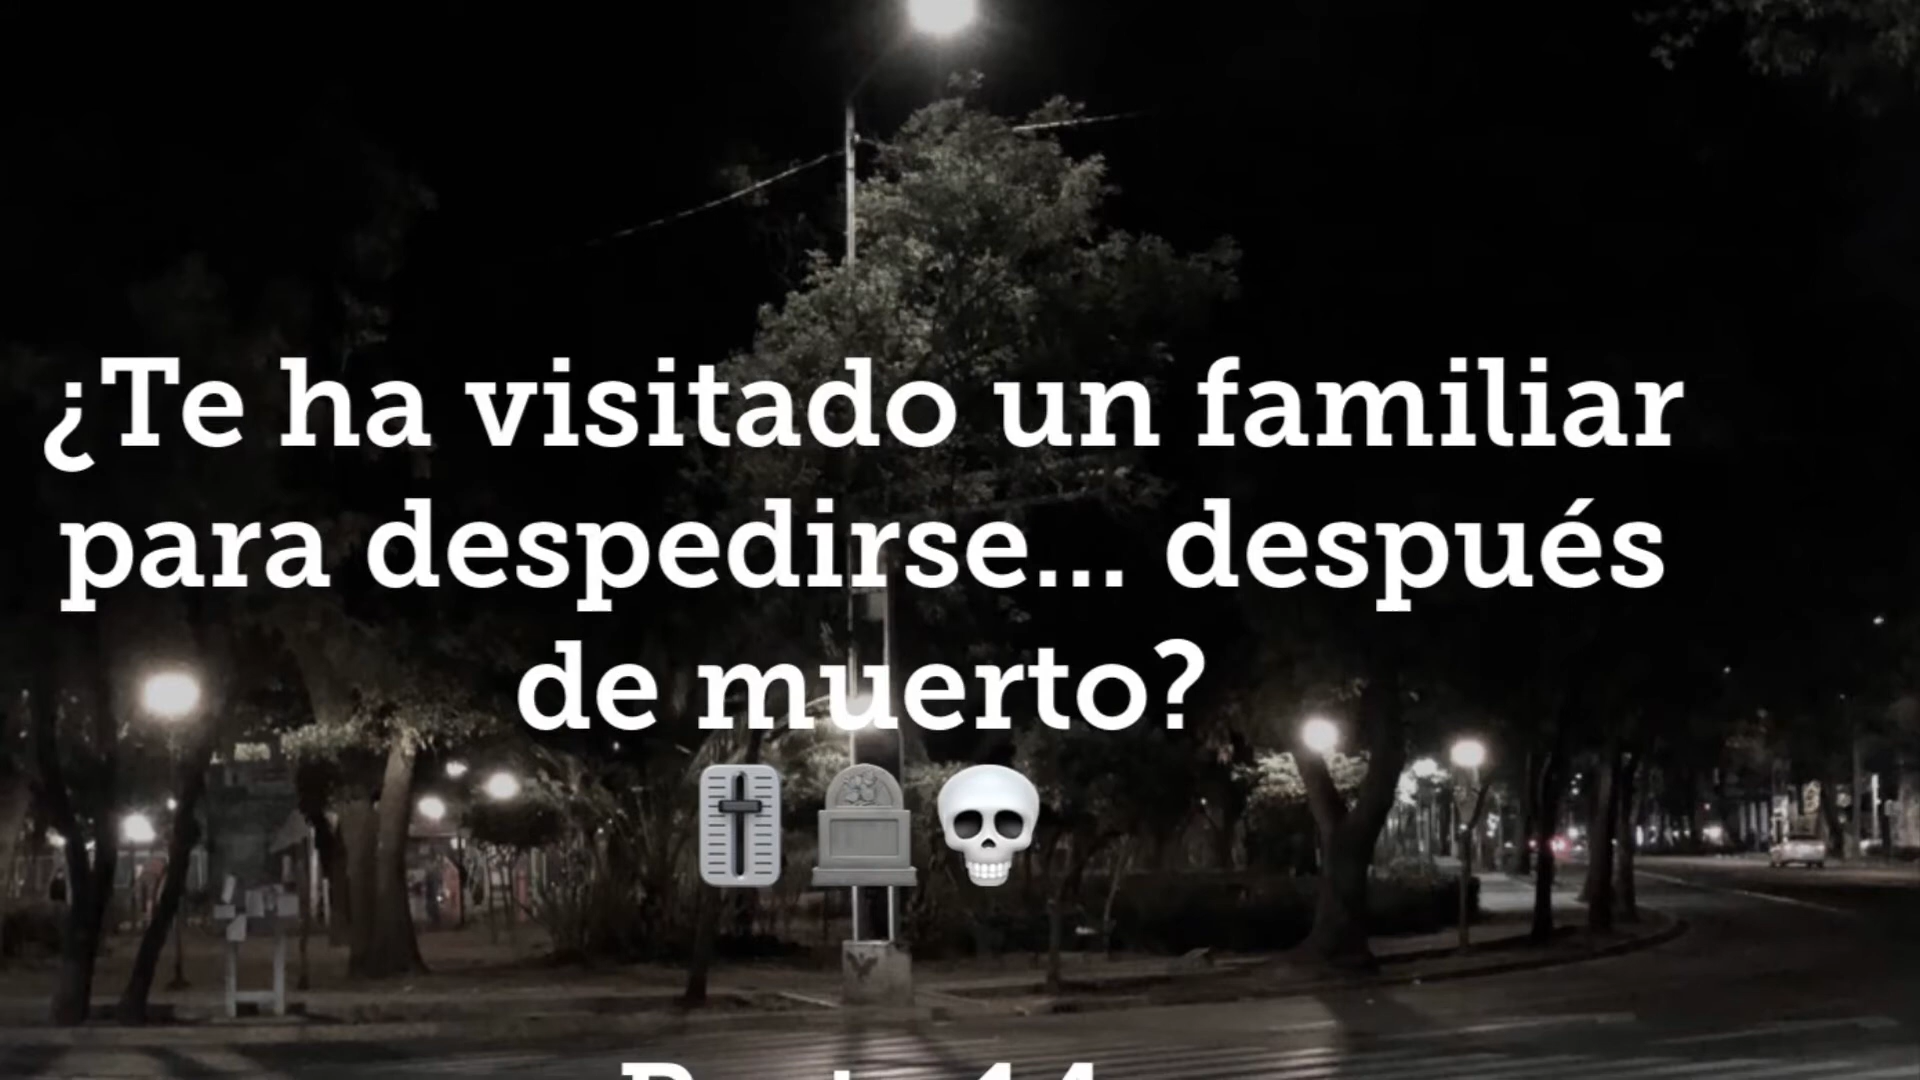 ¿Te ha visitado un familiar
para despedirse... después
de muerto?
🎚🪦💀